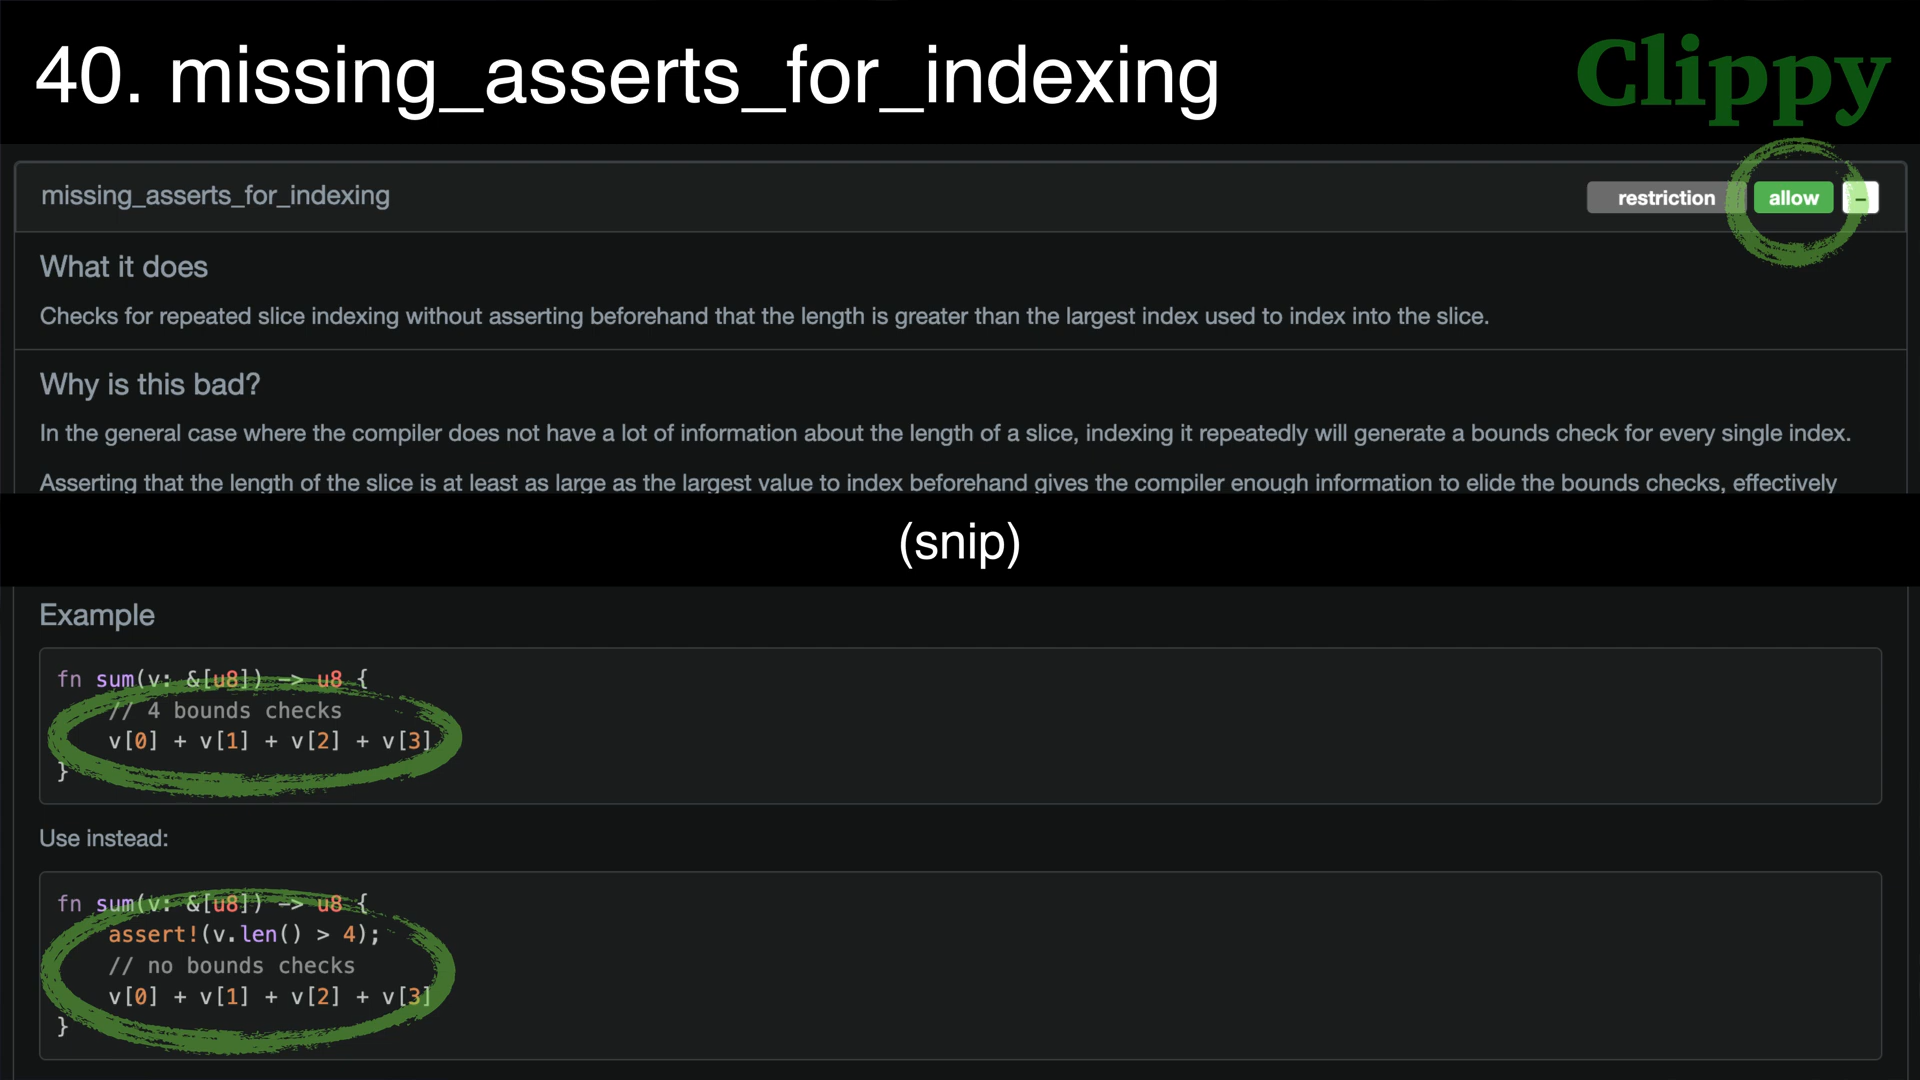 40. missing_asserts_for_indexing
Clippy
missing_asserts_for_indexing
restriction
allow
–
What it does
Checks for repeated slice indexing without asserting beforehand that the length is greater than the largest index used to index into the slice.
Why is this bad?
In the general case where the compiler does not have a lot of information about the length of a slice, indexing it repeatedly will generate a bounds check for every single index.
Asserting that the length of the slice is at least as large as the largest value to index beforehand gives the compiler enough information to elide the bounds checks, effectively
(snip)
Example
fn sum(v: &[u8]) -> u8 {
// 4 bounds checks
v[0] + v[1] + v[2] + v[3]
}
Use instead:
fn sum(v: &[u8]) -> u8 {
assert!(v.len() > 4);
// no bounds checks
v[0] + v[1] + v[2] + v[3]
}